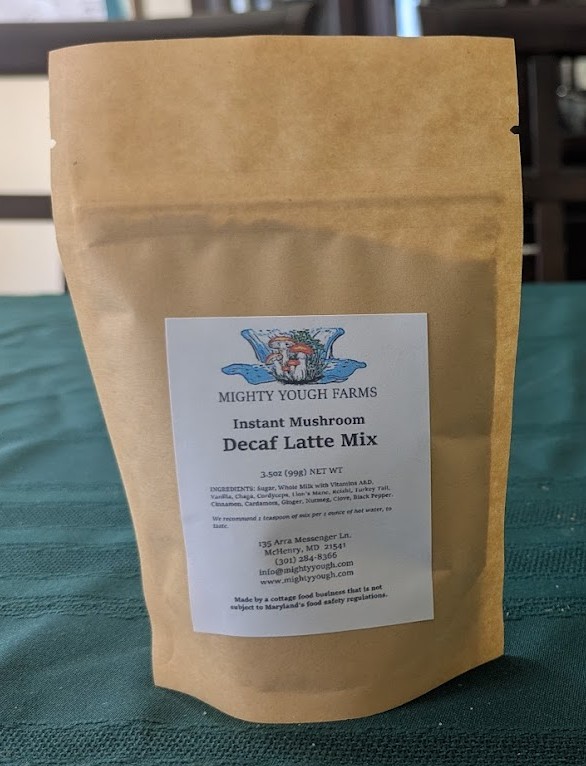 MIGHTY YOUGH FARMS
Instant Mushroom
Decaf Latte Mix
3.5oz (99g) NET WT
INGREDIENTS: Sugar, Whole Milk with Vitamins A&D,
Vanilla, Chaga, Cordyceps, Lion's Mane, Reishi, Turkey Tail,
Cinnamon, Cardamom, Ginger, Nutmeg, Clove, Black Pepper.
We recommend 1 teaspoon of mix per 1 ounce of hot water, to
taste.
135 Arra Messenger Ln.
McHenry, MD 21541
(301) 284-8366
info@mightyyough.com
www.mightyyough.com
Made by a cottage food business that is not
subject to Maryland's food safety regulations.